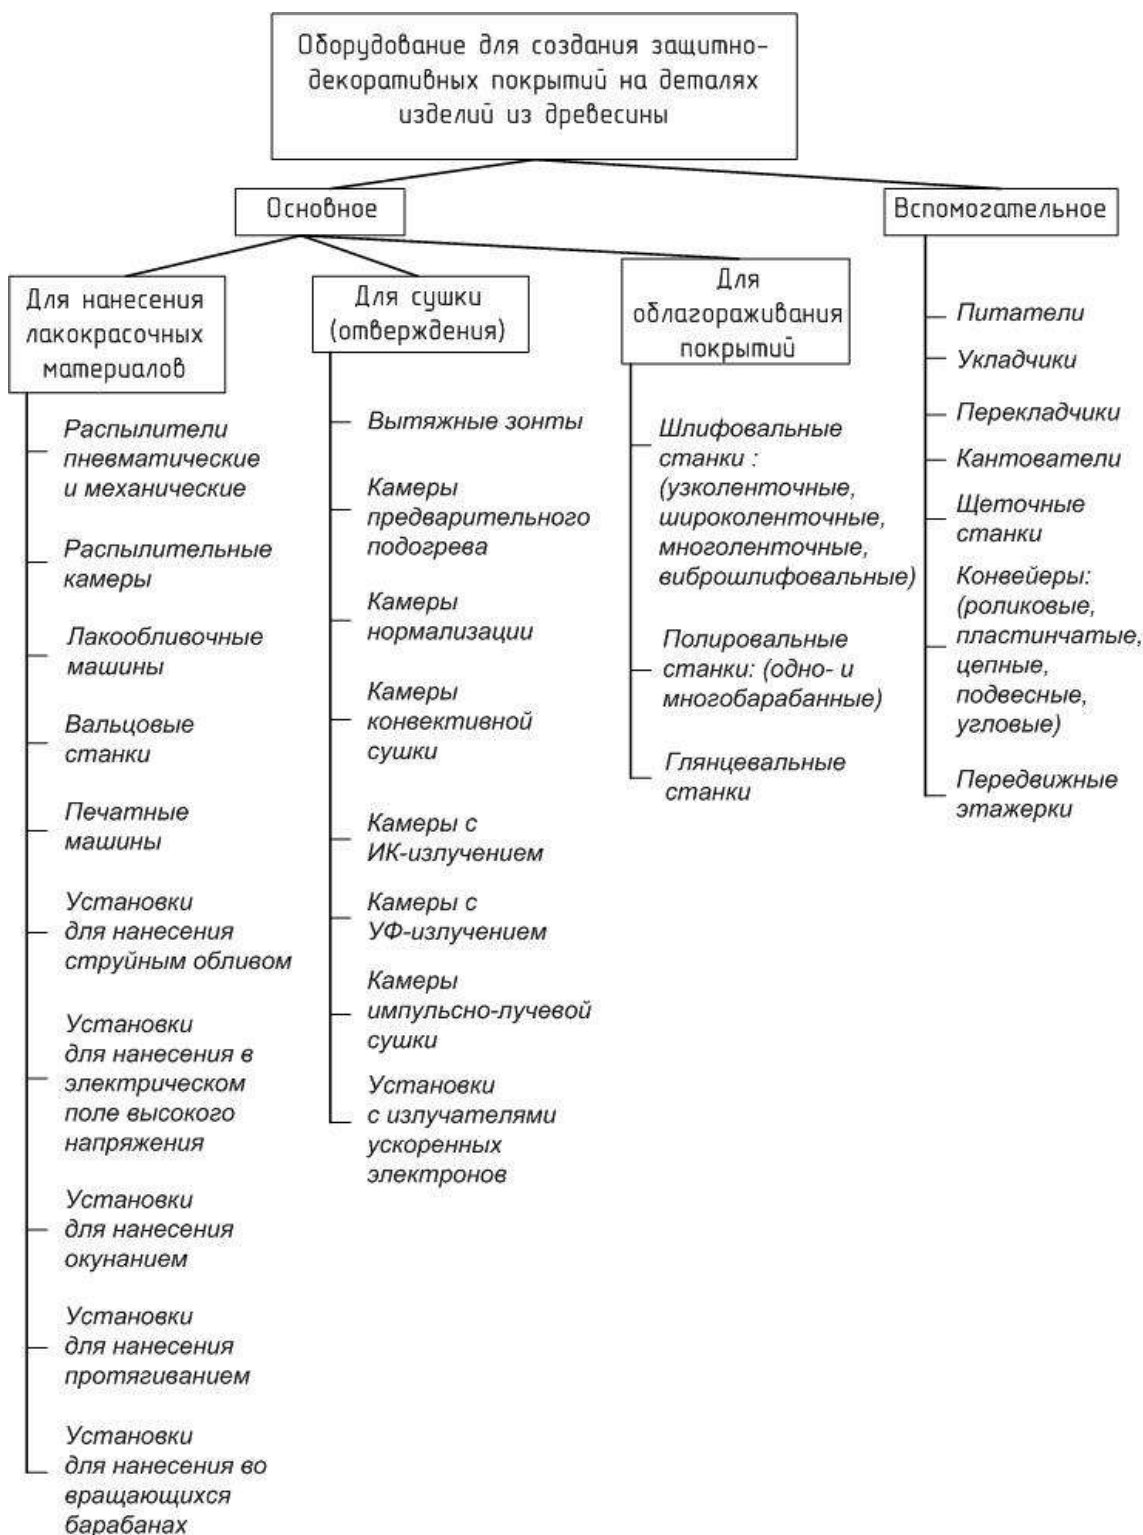 Оборудование для создания защитно-
декоративных покрытий на деталях
изделий из древесины
Основное
Вспомогательное
Для нанесения
лакокрасочных
материалов
Для сушки
(отверждения)
Для
облагораживания
покрытий
Распылители
пневматические
и механические
Распылительные
камеры
Лакообливочные
машины
Вальцовые
станки
Печатные
машины
Установки
для нанесения
струйным обливом
Установки
для нанесения в
электрическом
поле высокого
напряжения
Установки
для нанесения
окунанием
Установки
для нанесения
протягиванием
Установки
для нанесения во
вращающихся
барабанах
Вытяжные зонты
Камеры
предварительного
подогрева
Камеры
нормализации
Камеры
конвективной
сушки
Камеры с
ИК-излучением
Камеры с
УФ-излучением
Камеры
импульсно-лучевой
сушки
Установки
с излучателями
ускоренных
электронов
Шлифовальные
станки :
(узколенточные,
широколенточные,
многоленточные,
виброшлифовальные)
Полировальные
станки: (одно- и
многобарабанные)
Глянцевальные
станки
Питатели
Укладчики
Перекладчики
Кантователи
Щеточные
станки
Конвейеры:
(роликовые,
пластинчатые,
цепные,
подвесные,
угловые)
Передвижные
этажерки